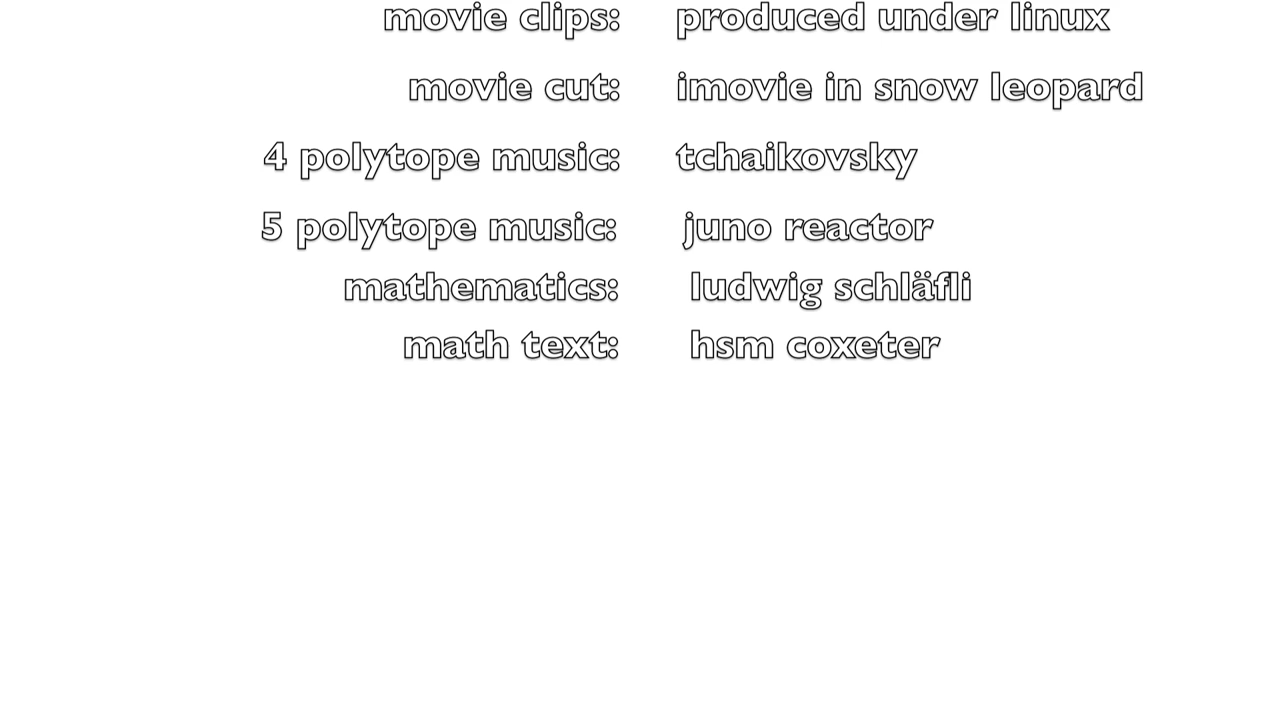 movie clips: produced under linux
movie cut: imovie in snow leopard
4 polytope music: tchaikovsky
5 polytope music: juno reactor
mathematics: ludwig schläfli
math text: hsm coxeter